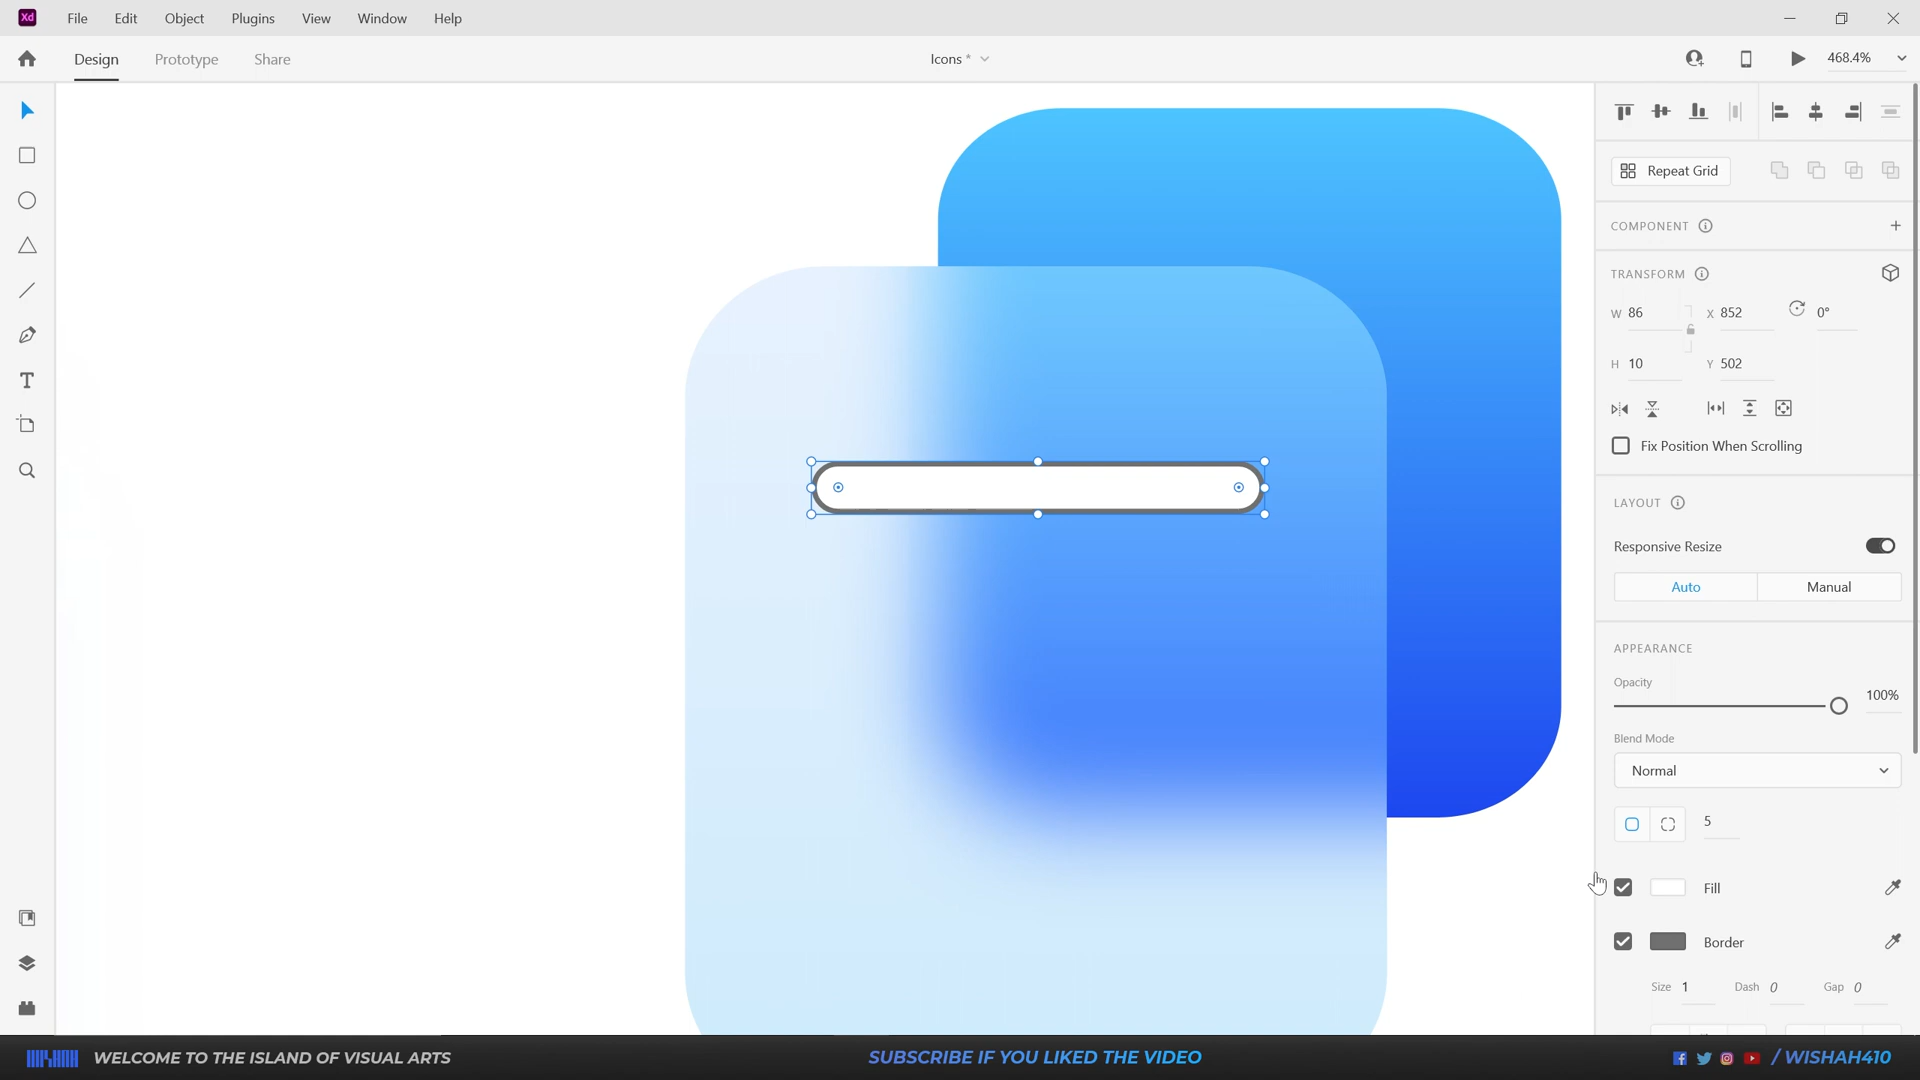 Xd File Edit Object Plugins View Window Help
Design Prototype Share Icons * 468.4%
Repeat Grid
COMPONENT
TRANSFORM
W 86 X 852 0°
H 10 Y 502
Fix Position When Scrolling
LAYOUT
Responsive Resize
Auto Manual
APPEARANCE
Opacity
100%
Blend Mode
Normal
5
Fill
Border
Size 1 Dash 0 Gap 0
WELCOME TO THE ISLAND OF VISUAL ARTS SUBSCRIBE IF YOU LIKED THE VIDEO / WISHAH410